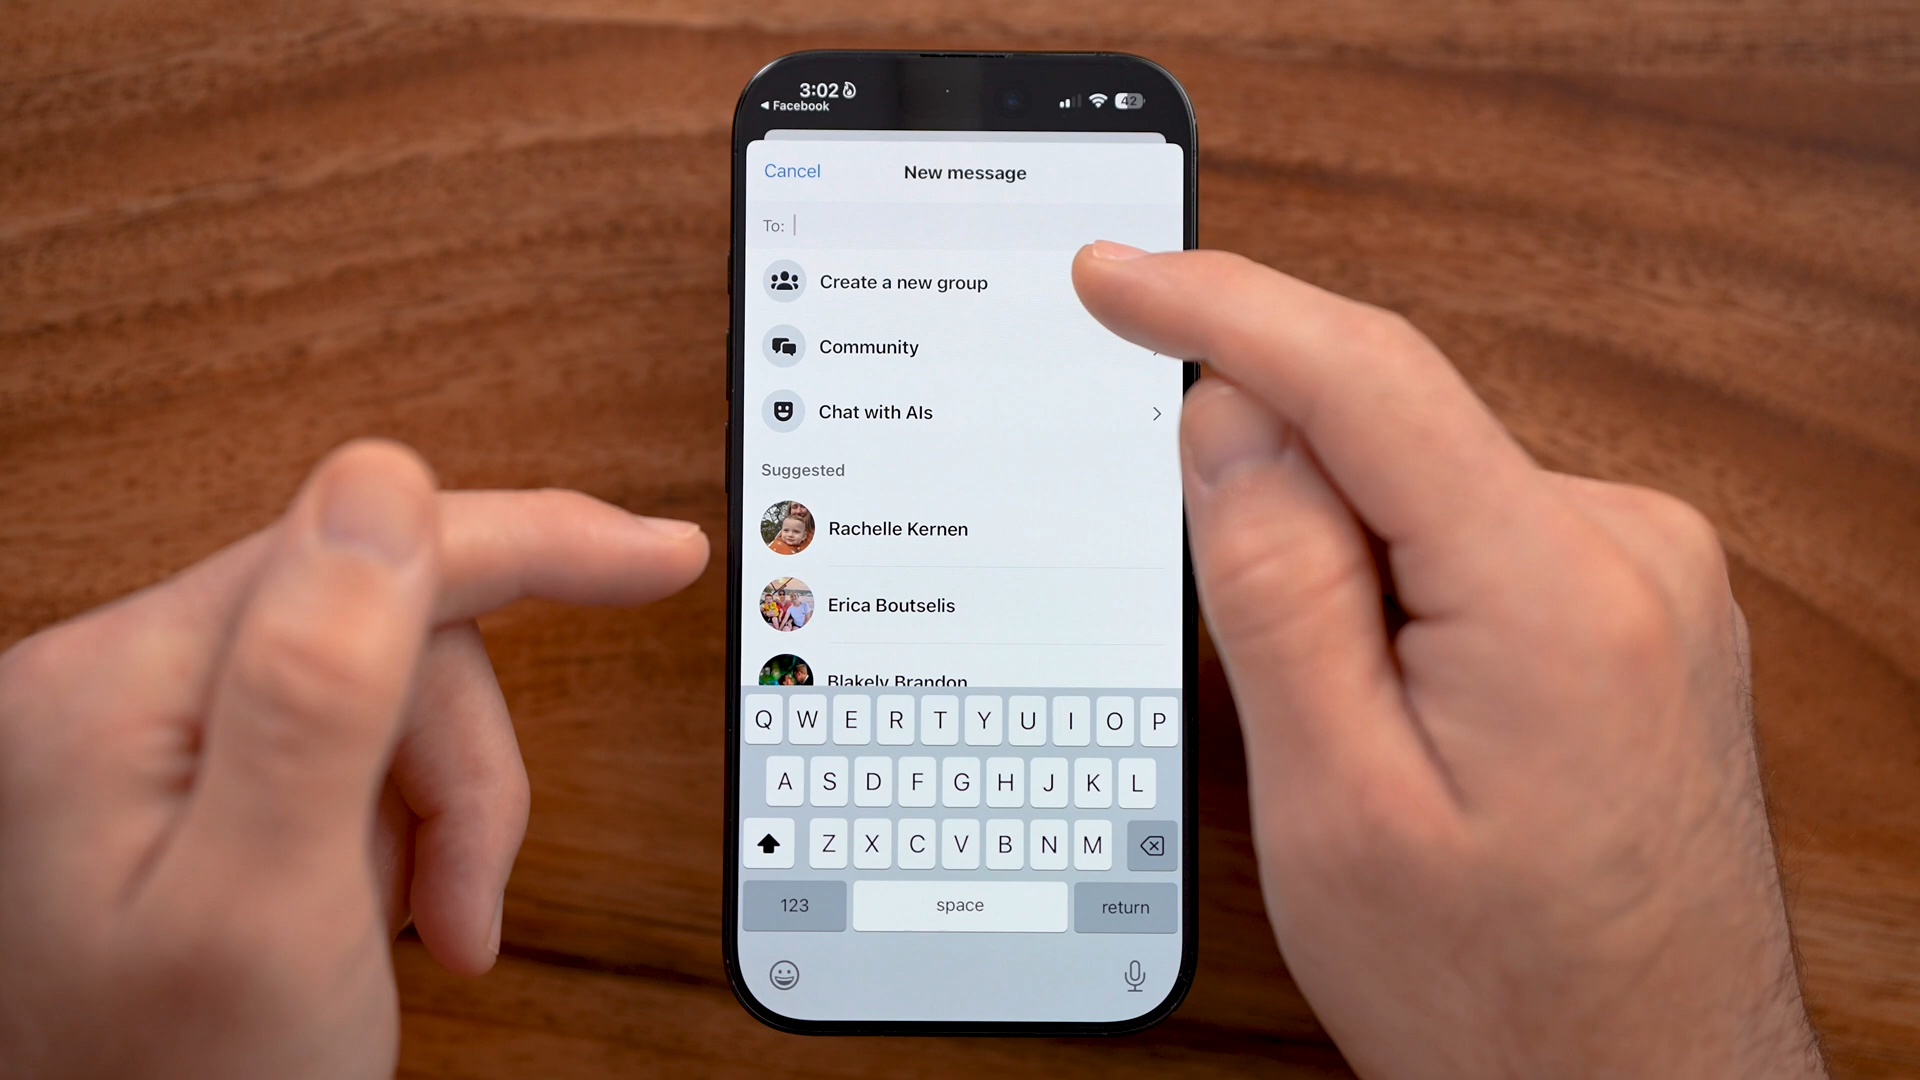 3:02
◀ Facebook
42
Cancel
New message
To:
Create a new group
Community
Chat with AIs
Suggested
Rachelle Kernen
Erica Boutselis
Blakely Brandon
Q W E R T Y U I O P
A S D F G H J K L
Z X C V B N M
123 space return